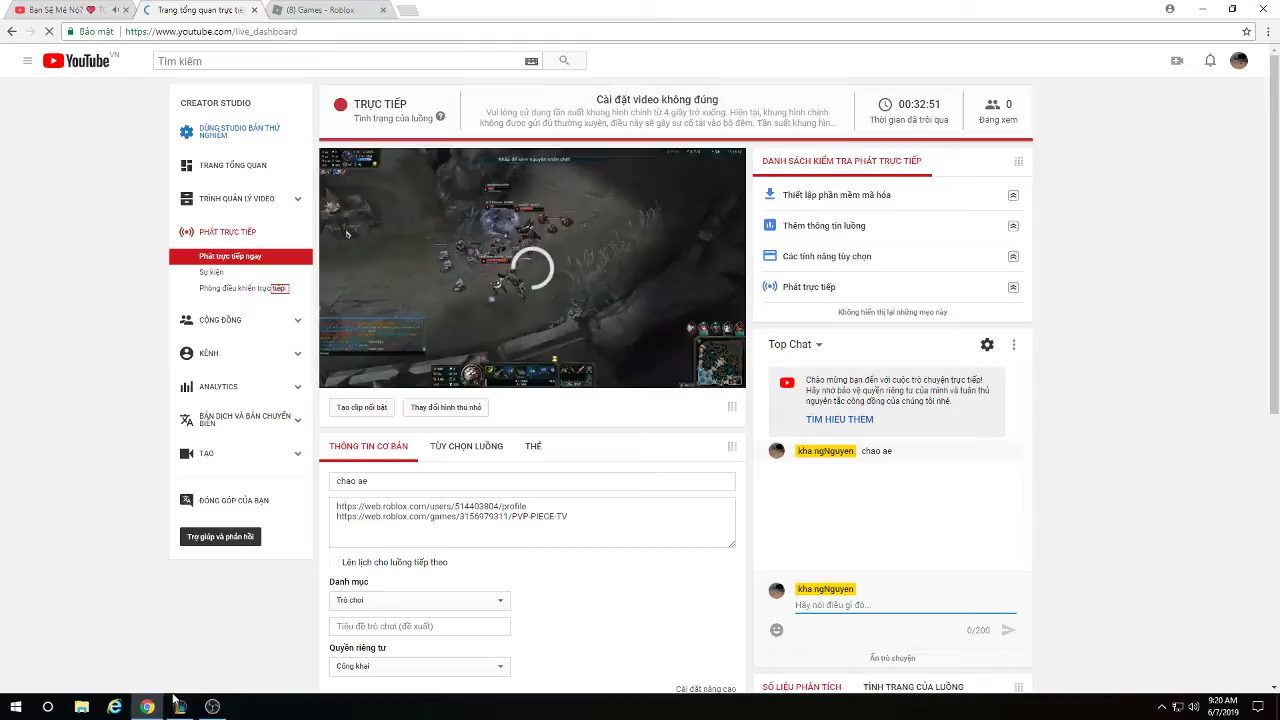 Bạn Sẽ Mê Nó? ❤️ T
Trang tổng quan trực tiế
(8) Games - Roblox
Bảo mật
https://www.youtube.com/live_dashboard
YouTube VN
Tìm kiếm
CREATOR STUDIO
DÙNG STUDIO BẢN THỬ
NGHIỆM
TRANG TỔNG QUAN
TRÌNH QUẢN LÝ VIDEO
PHÁT TRỰC TIẾP
Phát trực tiếp ngay
Sự kiện
Phòng điều khiển trực tiếp
CỘNG ĐỒNG
KÊNH
ANALYTICS
BẢN DỊCH VÀ BẢN CHUYỂN
BIÊN
TẠO
ĐÓNG GÓP CỦA BẠN
Trợ giúp và phản hồi
TRỰC TIẾP
Tình trạng của luồng
Cài đặt video không đúng
Vui lòng sử dụng tần suất khung hình chính từ 4 giây trở xuống. Hiện tại, khung hình chính
không được gửi đủ thường xuyên, điều này sẽ gây sự cố tải vào bộ đệm. Tần suất khung hìn...
00:32:51
Thời gian đã trôi qua
0
Đang xem
Tạo clip nổi bật
Thay đổi hình thu nhỏ
THÔNG TIN CƠ BẢN
TÙY CHỌN LUỒNG
THẺ
chao ae
https://web.roblox.com/users/514403804/profile
https://web.roblox.com/games/3156979311/PVP-PIECE-TV
Lên lịch cho luồng tiếp theo
Danh mục
Trò chơi
Tiêu đề trò chơi (đề xuất)
Quyền riêng tư
Công khai
Cài đặt nâng cao
DANH SÁCH KIỂM TRA PHÁT TRỰC TIẾP
Thiết lập phần mềm mã hóa
Thêm thông tin luồng
Các tính năng tùy chọn
Phát trực tiếp
Không hiển thị lại những mẹo này
Top Chat
Chào mừng bạn đến với cuộc trò chuyện trực tiếp!
Hãy nhớ bảo vệ quyền riêng tư của mình và tuân thủ
nguyên tắc cộng đồng của chúng tôi nhé.
TÌM HIỂU THÊM
kha ngNguyen chao ae
kha ngNguyen
Hãy nói điều gì đó...
0/200
Ẩn trò chuyện
SỐ LIỆU PHÂN TÍCH
TÌNH TRẠNG CỦA LUỒNG
9:20 AM
6/7/2019